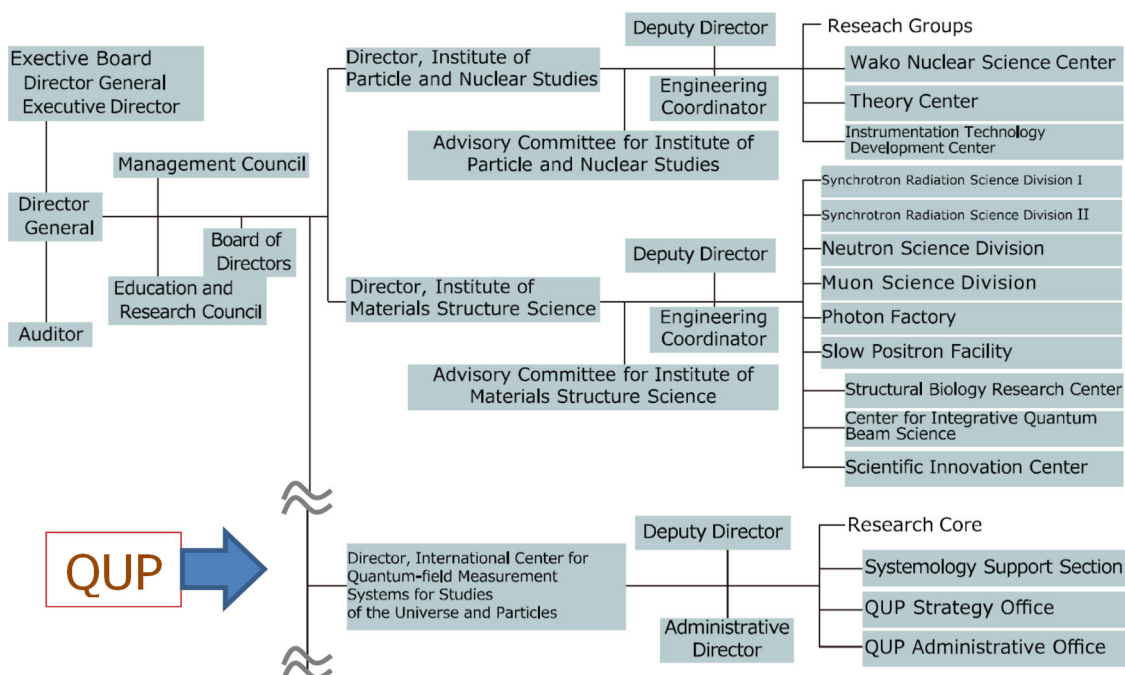 Exective Board
Director General
Executive Director
Management Council
Director
General
Board of
Directors
Education and
Research Council
Auditor
Director, Institute of
Particle and Nuclear Studies
Deputy Director
Engineering
Coordinator
Advisory Committee for Institute of
Particle and Nuclear Studies
Reseach Groups
Wako Nuclear Science Center
Theory Center
Instrumentation Technology
Development Center
Director, Institute of
Materials Structure Science
Deputy Director
Engineering
Coordinator
Advisory Committee for Institute of
Materials Structure Science
Synchrotron Radiation Science Division I
Synchrotron Radiation Science Division II
Neutron Science Division
Muon Science Division
Photon Factory
Slow Positron Facility
Structural Biology Research Center
Center for Integrative Quantum
Beam Science
Scientific Innovation Center
QUP
Director, International Center for
Quantum-field Measurement
Systems for Studies
of the Universe and Particles
Deputy Director
Administrative
Director
Research Core
Systemology Support Section
QUP Strategy Office
QUP Administrative Office